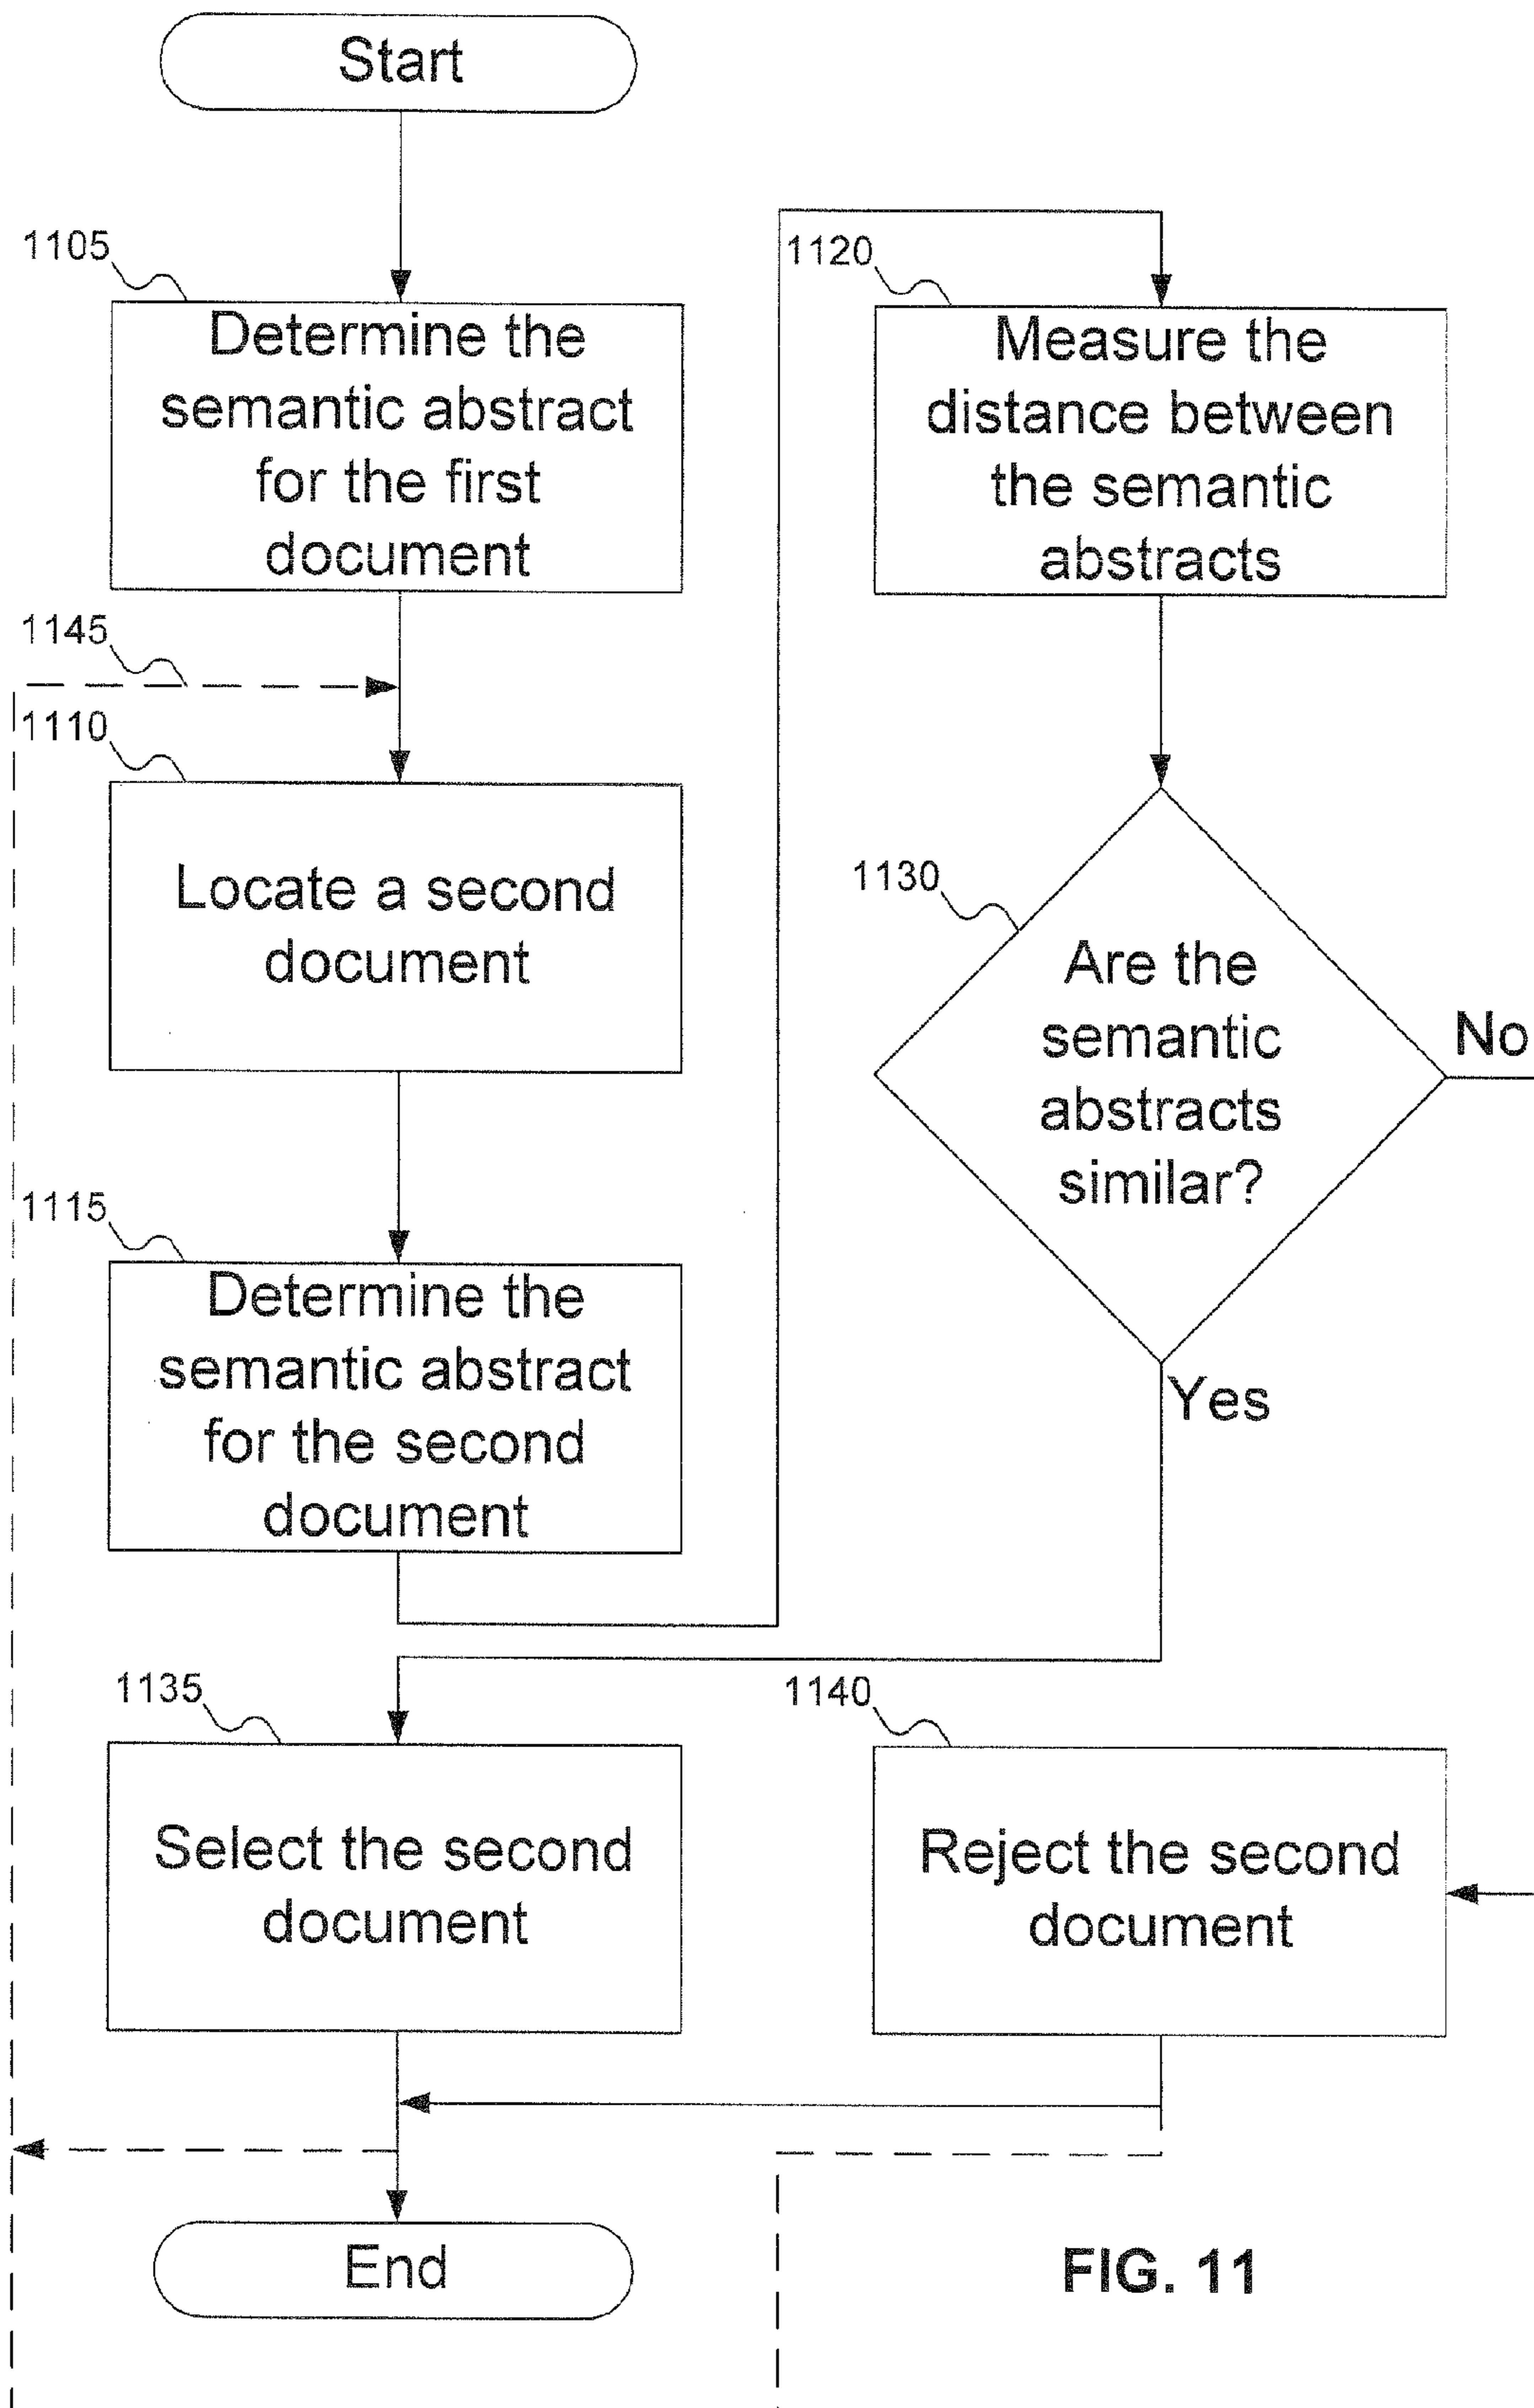 Start
1105
Determine the
semantic abstract
for the first
document
1145
1110
Locate a second
document
1115
Determine the
semantic abstract
for the second
document
1120
Measure the
distance between
the semantic
abstracts
1130
Are the
semantic
abstracts
similar?
No
Yes
1135
Select the second
document
1140
Reject the second
document
End
FIG. 11